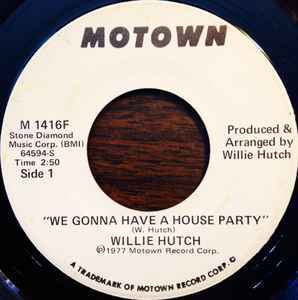 MOTOWN
M 1416F
Stone Diamond
Music Corp. (BMI)
64594-S
Time 2:50
Side 1
Produced &
Arranged by
Willie Hutch
"WE GONNA HAVE A HOUSE PARTY"
(W. Hutch)
WILLIE HUTCH
℗1977 Motown Record Corp.
A TRADEMARK OF MOTOWN RECORD CORP. ©